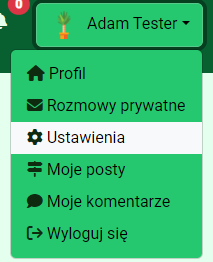 0
Adam Tester
Profil
Rozmowy prywatne
Ustawienia
Moje posty
Moje komentarze
Wyloguj się